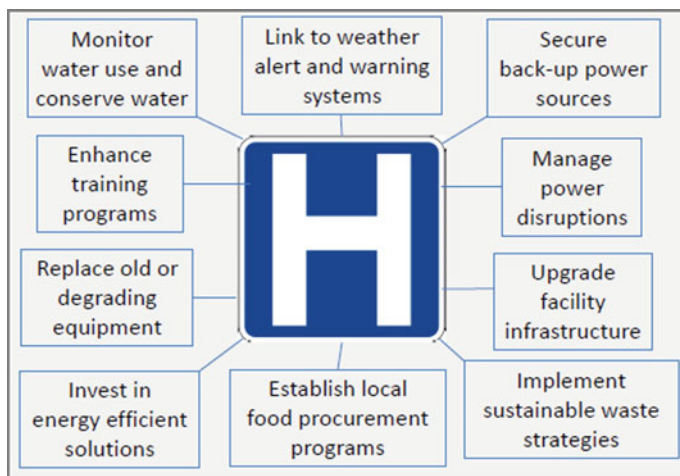 Monitor
water use and
conserve water
Link to weather
alert and warning
systems
Secure
back-up power
sources
Enhance
training
programs
Manage
power
disruptions
H
Replace old or
degrading
equipment
Upgrade
facility
infrastructure
Invest in
energy efficient
solutions
Establish local
food procurement
programs
Implement
sustainable waste
strategies